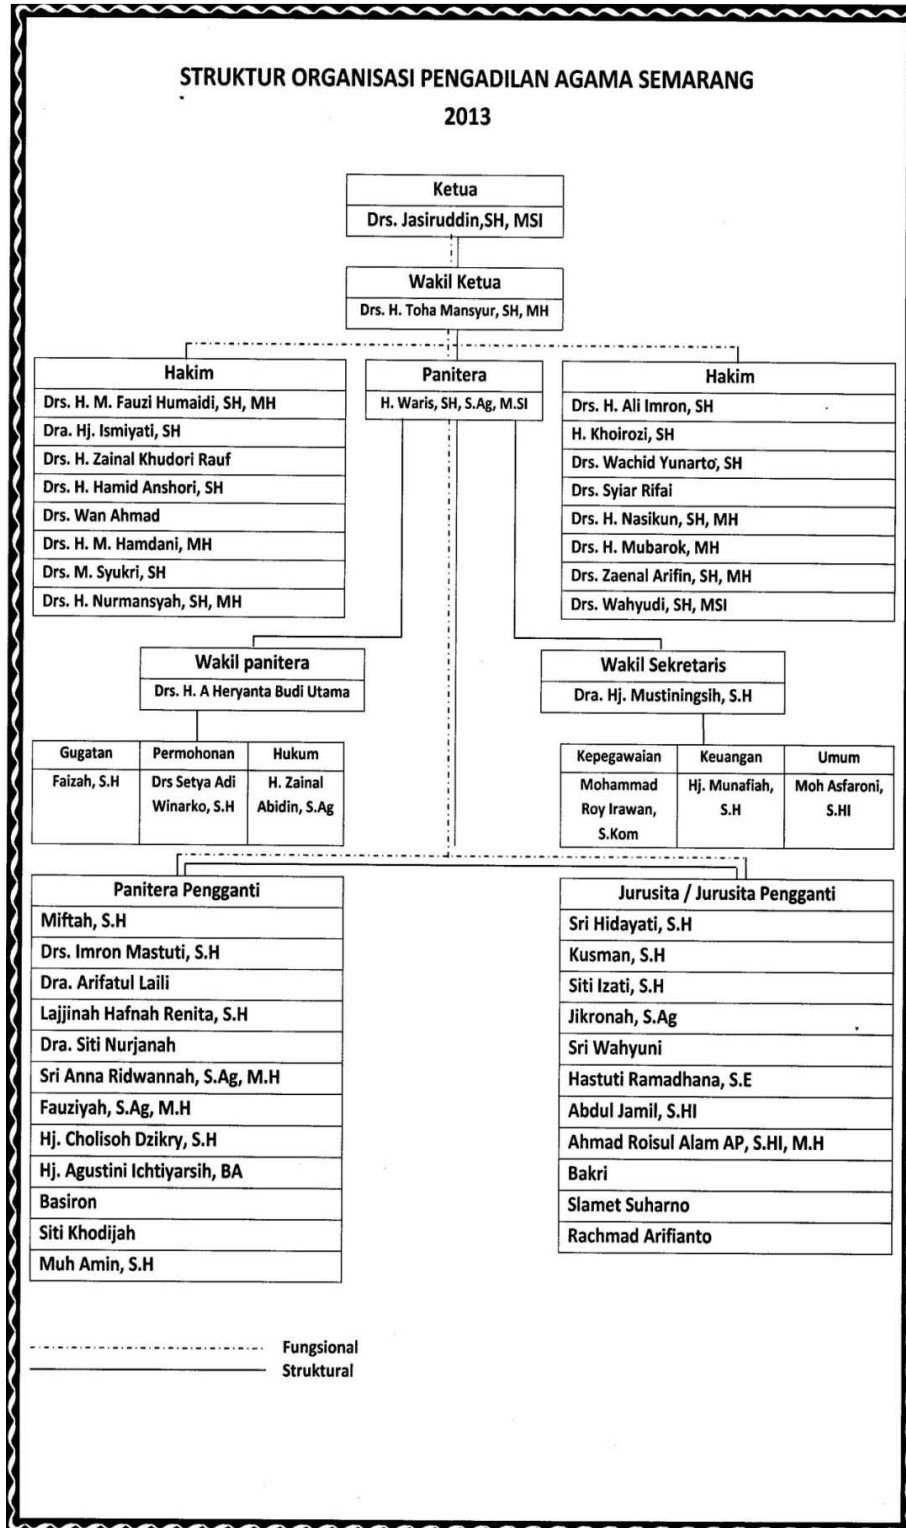 STRUKTUR ORGANISASI PENGADILAN AGAMA SEMARANG
2013
Ketua
Drs. Jasiruddin,SH, MSI
Wakil Ketua
Drs. H. Toha Mansyur, SH, MH
Hakim
Drs. H. M. Fauzi Humaidi, SH, MH
Dra. Hj. Ismiyati, SH
Drs. H. Zainal Khudori Rauf
Drs. H. Hamid Anshori, SH
Drs. Wan Ahmad
Drs. H. M. Hamdani, MH
Drs. M. Syukri, SH
Drs. H. Nurmansyah, SH, MH
Panitera
H. Waris, SH, S.Ag, M.SI
Hakim
Drs. H. Ali Imron, SH
H. Khoirozi, SH
Drs. Wachid Yunarto, SH
Drs. Syiar Rifai
Drs. H. Nasikun, SH, MH
Drs. H. Mubarok, MH
Drs. Zaenal Arifin, SH, MH
Drs. Wahyudi, SH, MSI
Wakil panitera
Drs. H. A Heryanta Budi Utama
Wakil Sekretaris
Dra. Hj. Mustiningsih, S.H
Gugatan
Faizah, S.H
Permohonan
Drs Setya Adi
Winarko, S.H
Hukum
H. Zainal
Abidin, S.Ag
Kepegawaian
Mohammad
Roy Irawan,
S.Kom
Keuangan
Hj. Munafiah,
S.H
Umum
Moh Asfaroni,
S.HI
Panitera Pengganti
Miftah, S.H
Drs. Imron Mastuti, S.H
Dra. Arifatul Laili
Lajjinah Hafnah Renita, S.H
Dra. Siti Nurjanah
Sri Anna Ridwannah, S.Ag, M.H
Fauziyah, S.Ag, M.H
Hj. Cholisoh Dzikry, S.H
Hj. Agustini Ichtiyarsih, BA
Basiron
Siti Khodijah
Muh Amin, S.H
Jurusita / Jurusita Pengganti
Sri Hidayati, S.H
Kusman, S.H
Siti Izati, S.H
Jikronah, S.Ag
Sri Wahyuni
Hastuti Ramadhana, S.E
Abdul Jamil, S.HI
Ahmad Roisul Alam AP, S.HI, M.H
Bakri
Slamet Suharno
Rachmad Arifianto
Fungsional
Struktural